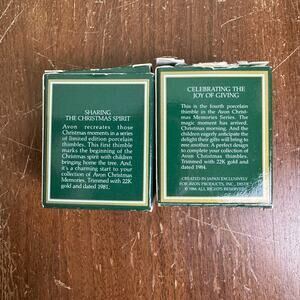 SHARING
THE CHRISTMAS SPIRIT
Avon recreates those
Christmas moments in a series
of limited edition porcelain
thimbles. This first thimble
marks the beginning of the
Christmas spirit with children
bringing home the tree. And,
it's a charming start to your
collection of Avon Christmas
Memories. Trimmed with 22K
gold and dated 1981.
CELEBRATING THE
JOY OF GIVING
This is the fourth porcelain
thimble in the Avon Christ-
mas Memories Series. The
magic moment has arrived.
Christmas morning. And the
children eagerly anticipate the
delight their gifts will bring to
one another. A perfect design
to complete your collection of
Avon Christmas thimbles.
Trimmed with 22K gold and
dated 1984.
CREATED IN JAPAN EXCLUSIVELY
FOR AVON PRODUCTS, INC., DISTR.
ALL RIGHTS RESERVED